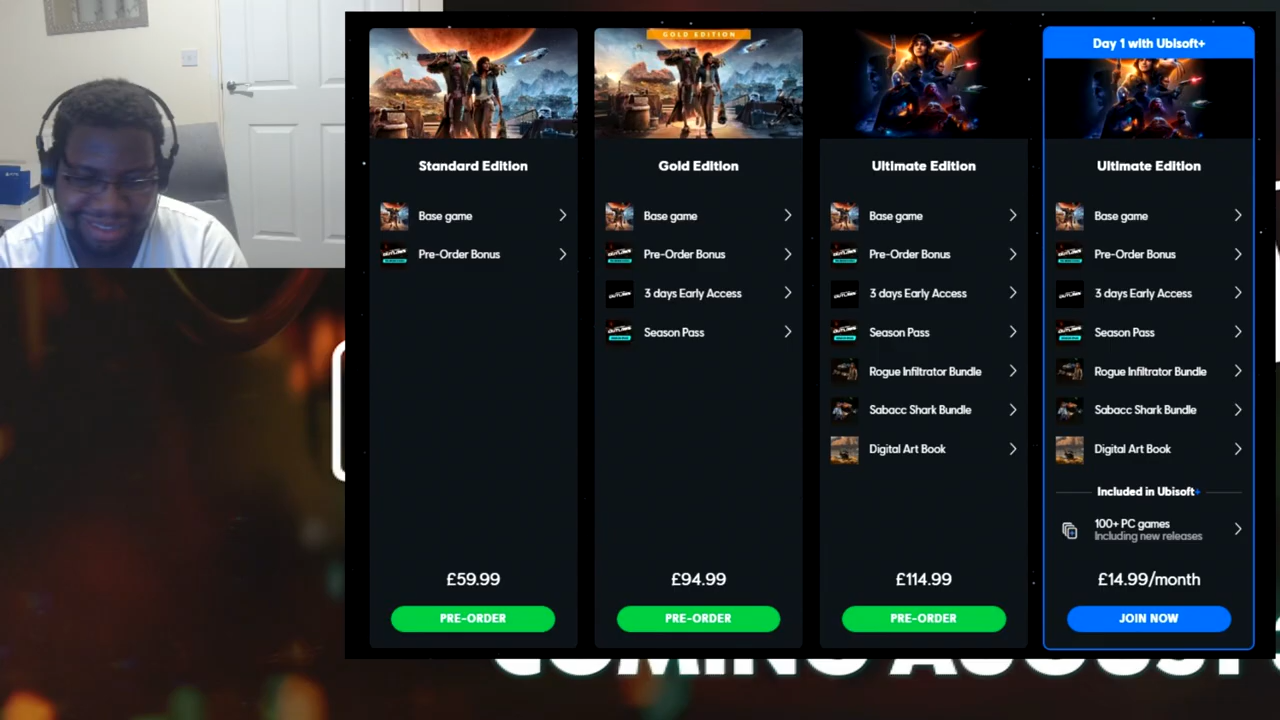 GOLD EDITION
Day 1 with Ubisoft+
Standard Edition
Base game
Pre-Order Bonus
£59.99
PRE-ORDER
Gold Edition
Base game
Pre-Order Bonus
3 days Early Access
Season Pass
£94.99
PRE-ORDER
Ultimate Edition
Base game
Pre-Order Bonus
3 days Early Access
Season Pass
Rogue Infiltrator Bundle
Sabacc Shark Bundle
Digital Art Book
£114.99
PRE-ORDER
Ultimate Edition
Base game
Pre-Order Bonus
3 days Early Access
Season Pass
Rogue Infiltrator Bundle
Sabacc Shark Bundle
Digital Art Book
Included in Ubisoft+
100+ PC games
Including new releases
£14.99/month
JOIN NOW
COMING AUGUST